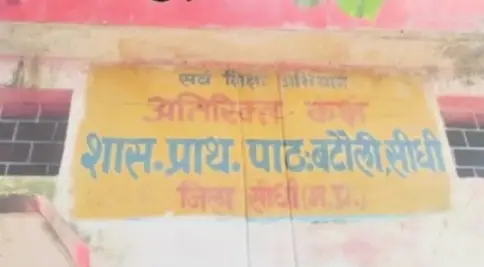 सर्व शिक्षा अभियान
अतिरिक्त कक्ष
शास. प्राथ. पाठ: बटौली, सीधी
जिला सीधी (म.प्र.)